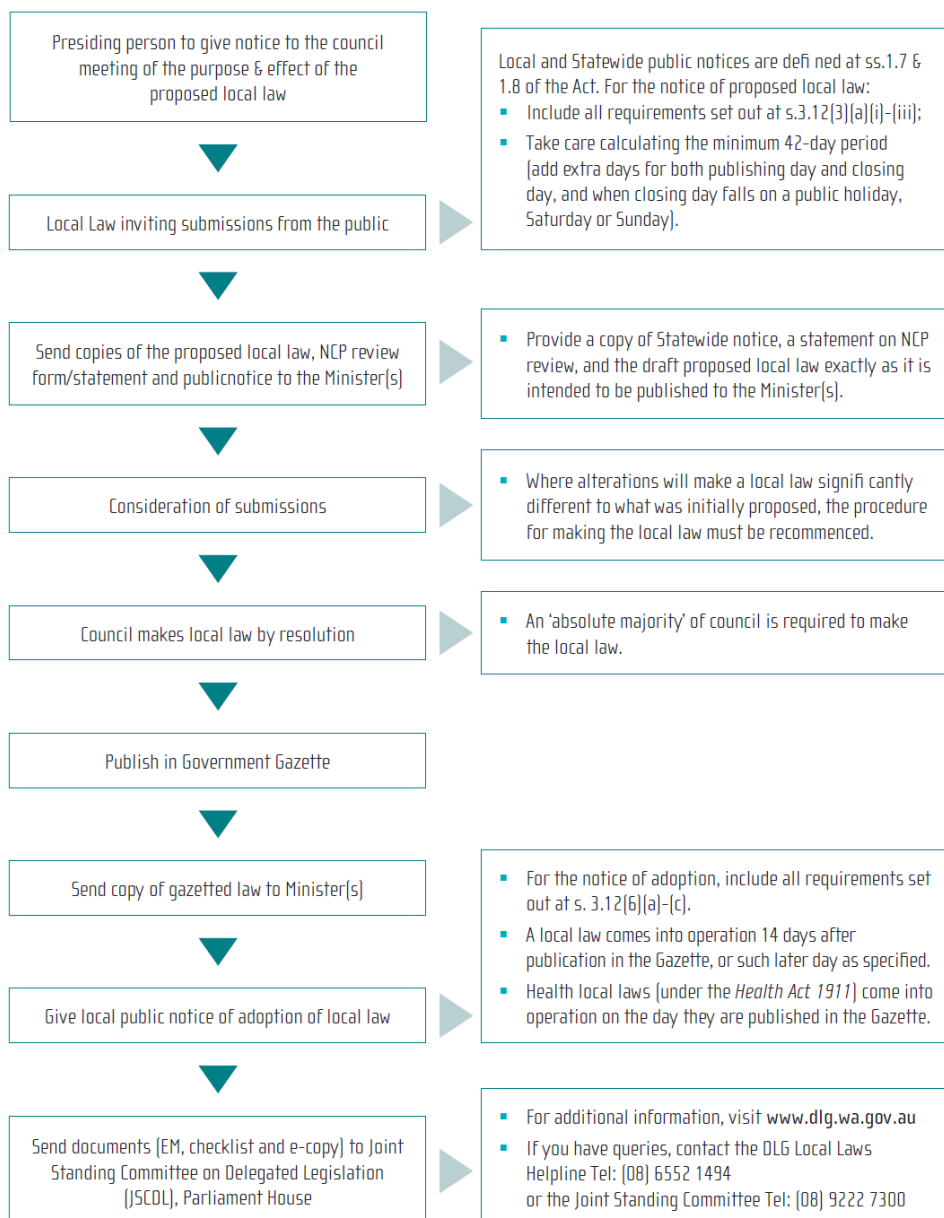 Presiding person to give notice to the council
meeting of the purpose & effect of the
proposed local law
Local and Statewide public notices are defi ned at ss.1.7 &
1.8 of the Act. For the notice of proposed local law:
▪ Include all requirements set out at s.3.12(3)(a)(i)-(iii);
▪ Take care calculating the minimum 42-day period
(add extra days for both publishing day and closing
day, and when closing day falls on a public holiday,
Saturday or Sunday).
Local Law inviting submissions from the public
Send copies of the proposed local law, NCP review
form/statement and publicnotice to the Minister(s)
▪ Provide a copy of Statewide notice, a statement on NCP
review, and the draft proposed local law exactly as it is
intended to be published to the Minister(s).
Consideration of submissions
▪ Where alterations will make a local law signifi cantly
different to what was initially proposed, the procedure
for making the local law must be recommenced.
Council makes local law by resolution
▪ An ‘absolute majority’ of council is required to make
the local law.
Publish in Government Gazette
Send copy of gazetted law to Minister(s)
▪ For the notice of adoption, include all requirements set
out at s. 3.12(6)(a)-(c).
▪ A local law comes into operation 14 days after
publication in the Gazette, or such later day as specified.
▪ Health local laws (under the Health Act 1911) come into
operation on the day they are published in the Gazette.
Give local public notice of adoption of local law
Send documents (EM, checklist and e-copy) to Joint
Standing Committee on Delegated Legislation
(JSCDL), Parliament House
▪ For additional information, visit www.dlg.wa.gov.au
▪ If you have queries, contact the DLG Local Laws
Helpline Tel: (08) 6552 1494
or the Joint Standing Committee Tel: (08) 9222 7300